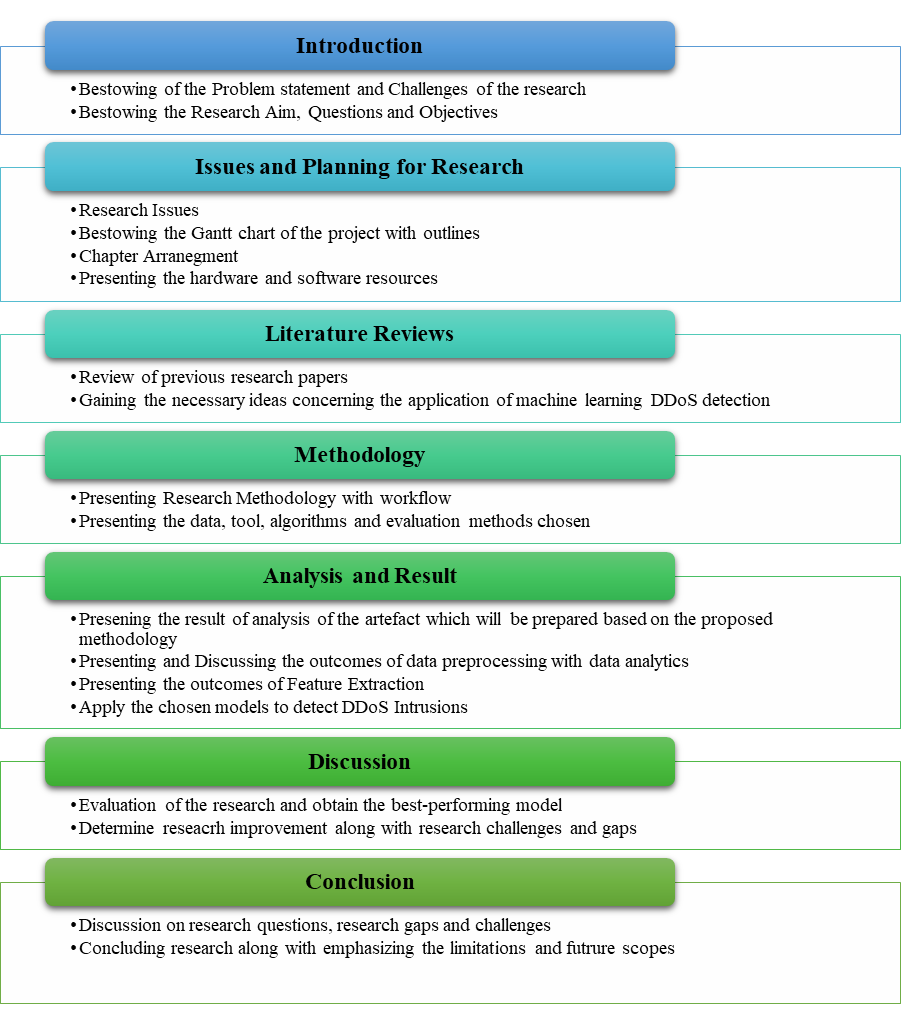 Introduction
•Bestowing of the Problem statement and Challenges of the research
•Bestowing the Research Aim, Questions and Objectives
Issues and Planning for Research
•Research Issues
•Bestowing the Gantt chart of the project with outlines
•Chapter Arranegment
•Presenting the hardware and software resources
Literature Reviews
•Review of previous research papers
•Gaining the necessary ideas concerning the application of machine learning DDoS detection
Methodology
•Presenting Research Methodology with workflow
•Presenting the data, tool, algorithms and evaluation methods chosen
Analysis and Result
•Presening the result of analysis of the artefact which will be prepared based on the proposed
methodology
•Presenting and Discussing the outcomes of data preprocessing with data analytics
•Presenting the outcomes of Feature Extraction
•Apply the chosen models to detect DDoS Intrusions
Discussion
•Evaluation of the research and obtain the best-performing model
•Determine reseacrh improvement along with research challenges and gaps
Conclusion
•Discussion on research questions, research gaps and challenges
•Concluding research along with emphasizing the limitations and futrure scopes